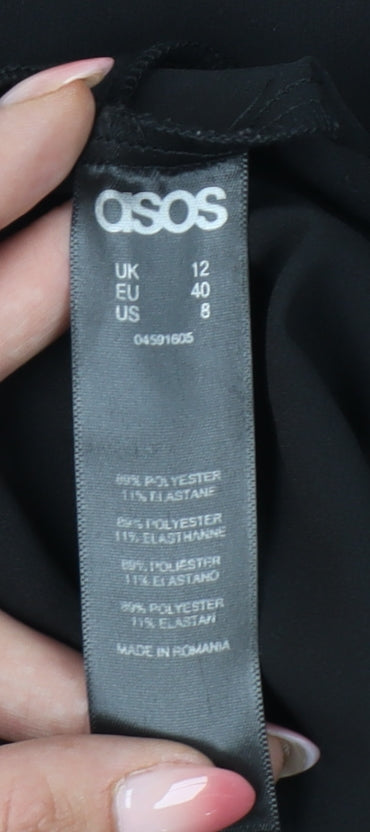 asos
UK 12
EU 40
US 8
04591605
89% POLYESTER
11% ELASTANE
89% POLYESTER
11% ELASTHANNE
89% POLIÉSTER
11% ELASTANO
89% POLYESTER
11% ELASTAN
MADE IN ROMANIA